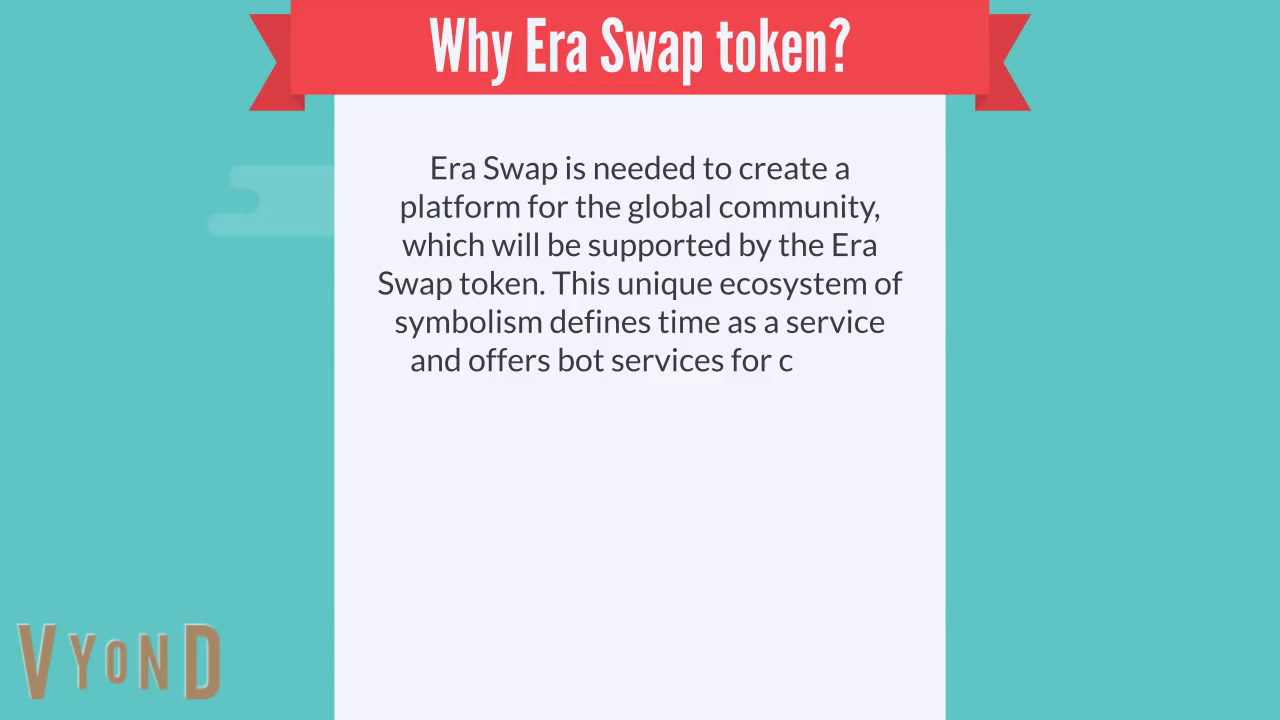 Why Era Swap token?
Era Swap is needed to create a
platform for the global community,
which will be supported by the Era
Swap token. This unique ecosystem of
symbolism defines time as a service
and offers bot services for c
VYOND